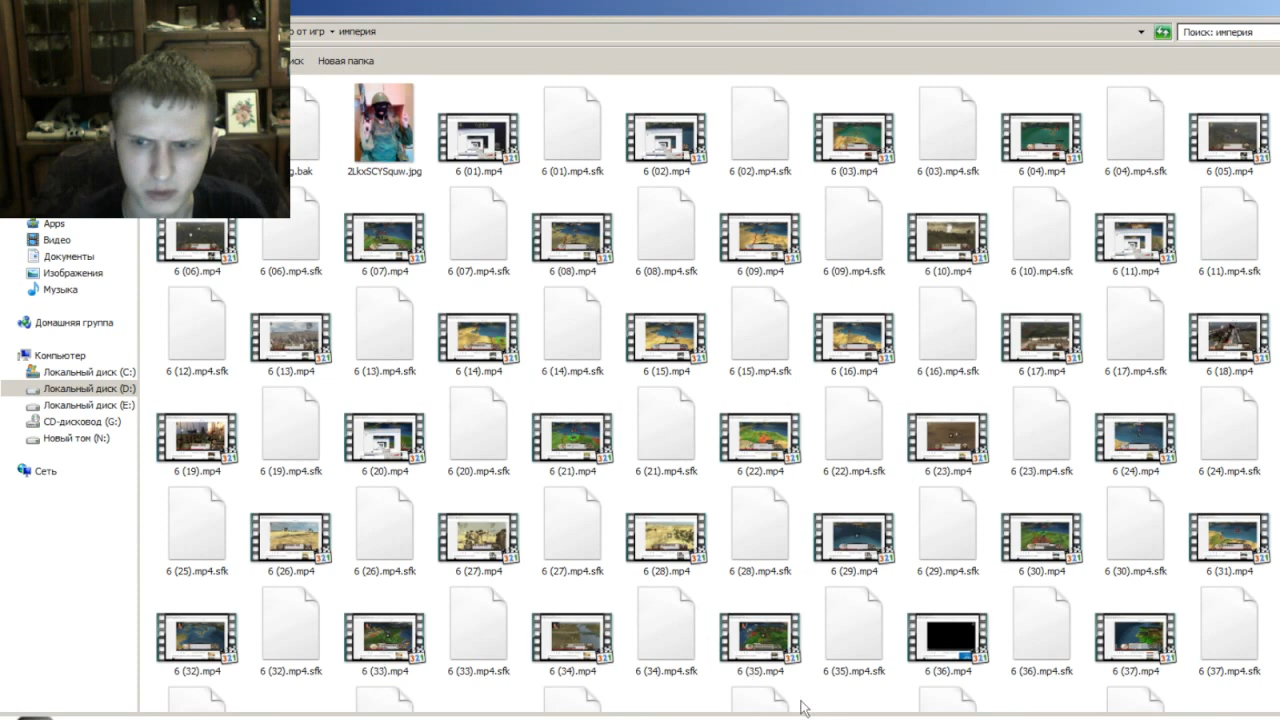 от игр ▾ империя
Поиск: империя
Новая папка
.bak
2LkxSCYSquw.jpg
6 (01).mp4
6 (01).mp4.sfk
6 (02).mp4
6 (02).mp4.sfk
6 (03).mp4
6 (03).mp4.sfk
6 (04).mp4
6 (04).mp4.sfk
6 (05).mp4
Apps
Видео
Документы
Изображения
Музыка
Домашняя группа
Компьютер
Локальный диск (C:)
Локальный диск (D:)
Локальный диск (E:)
CD-дисковод (G:)
Новый том (N:)
Сеть
6 (06).mp4
6 (06).mp4.sfk
6 (07).mp4
6 (07).mp4.sfk
6 (08).mp4
6 (08).mp4.sfk
6 (09).mp4
6 (09).mp4.sfk
6 (10).mp4
6 (10).mp4.sfk
6 (11).mp4
6 (11).mp4.sfk
6 (12).mp4.sfk
6 (13).mp4
6 (13).mp4.sfk
6 (14).mp4
6 (14).mp4.sfk
6 (15).mp4
6 (15).mp4.sfk
6 (16).mp4
6 (16).mp4.sfk
6 (17).mp4
6 (17).mp4.sfk
6 (18).mp4
6 (19).mp4
6 (19).mp4.sfk
6 (20).mp4
6 (20).mp4.sfk
6 (21).mp4
6 (21).mp4.sfk
6 (22).mp4
6 (22).mp4.sfk
6 (23).mp4
6 (23).mp4.sfk
6 (24).mp4
6 (24).mp4.sfk
6 (25).mp4.sfk
6 (26).mp4
6 (26).mp4.sfk
6 (27).mp4
6 (27).mp4.sfk
6 (28).mp4
6 (28).mp4.sfk
6 (29).mp4
6 (29).mp4.sfk
6 (30).mp4
6 (30).mp4.sfk
6 (31).mp4
6 (32).mp4
6 (32).mp4.sfk
6 (33).mp4
6 (33).mp4.sfk
6 (34).mp4
6 (34).mp4.sfk
6 (35).mp4
6 (35).mp4.sfk
6 (36).mp4
6 (36).mp4.sfk
6 (37).mp4
6 (37).mp4.sfk